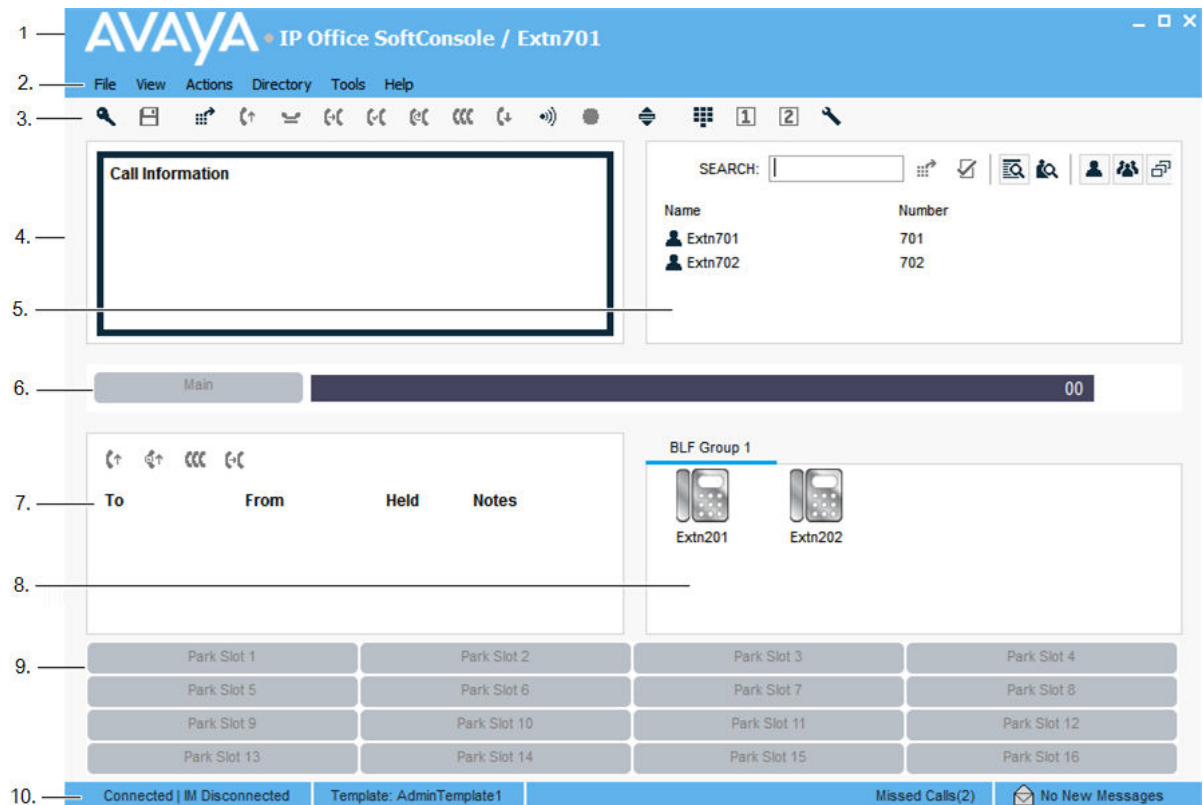 1
AVAYA IP Office SoftConsole / Extn701
2.
File View Actions Directory Tools Help
3.
1 2
4.
Call Information
SEARCH:
Name Number
Extn701 701
Extn702 702
5.
6.
Main 00
BLF Group 1
7.
To From Held Notes
Extn201 Extn202
8.
9.
Park Slot 1 Park Slot 2 Park Slot 3 Park Slot 4
Park Slot 5 Park Slot 6 Park Slot 7 Park Slot 8
Park Slot 9 Park Slot 10 Park Slot 11 Park Slot 12
Park Slot 13 Park Slot 14 Park Slot 15 Park Slot 16
10.
Connected | IM Disconnected Template: AdminTemplate1 Missed Calls(2) No New Messages